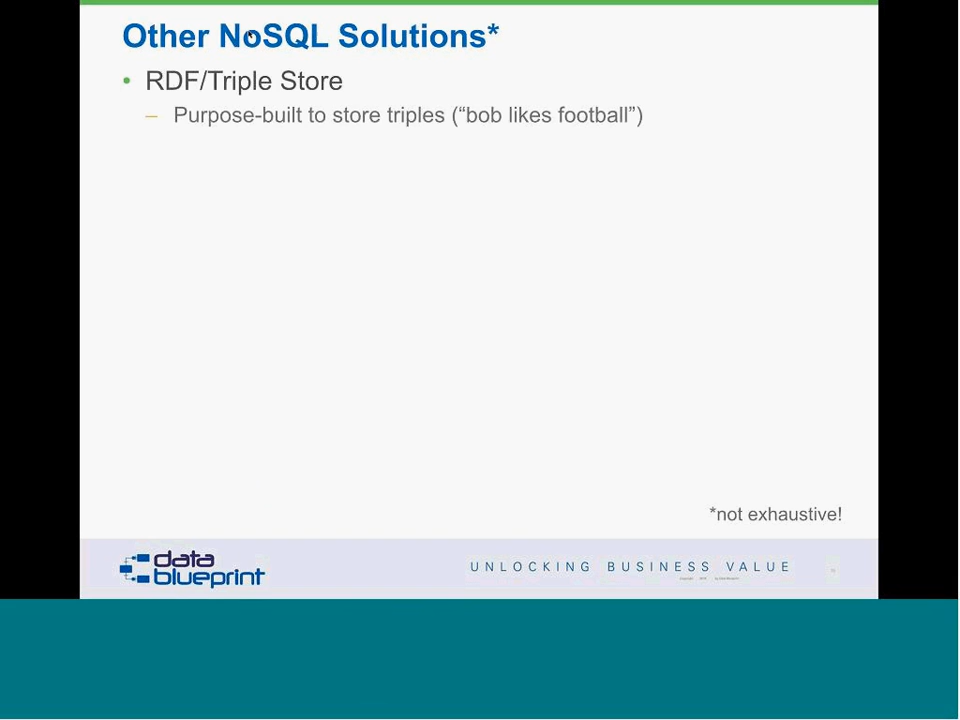 Other NoSQL Solutions*
• RDF/Triple Store
– Purpose-built to store triples (“bob likes football”)
*not exhaustive!
data
blueprint
UNLOCKING BUSINESS VALUE